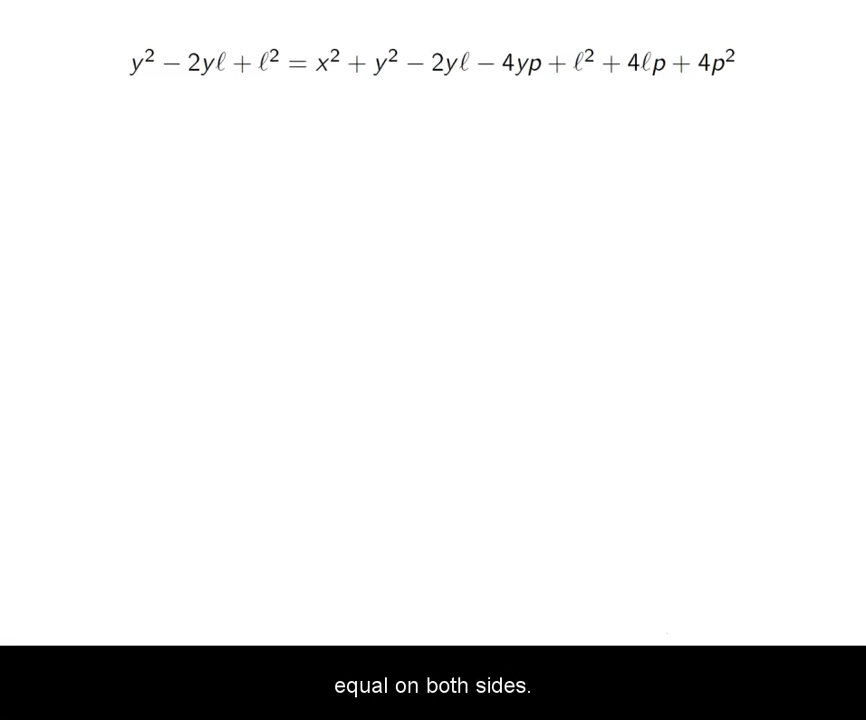 y² − 2yℓ + ℓ² = x² + y² − 2yℓ − 4yp + ℓ² + 4ℓp + 4p²
equal on both sides.